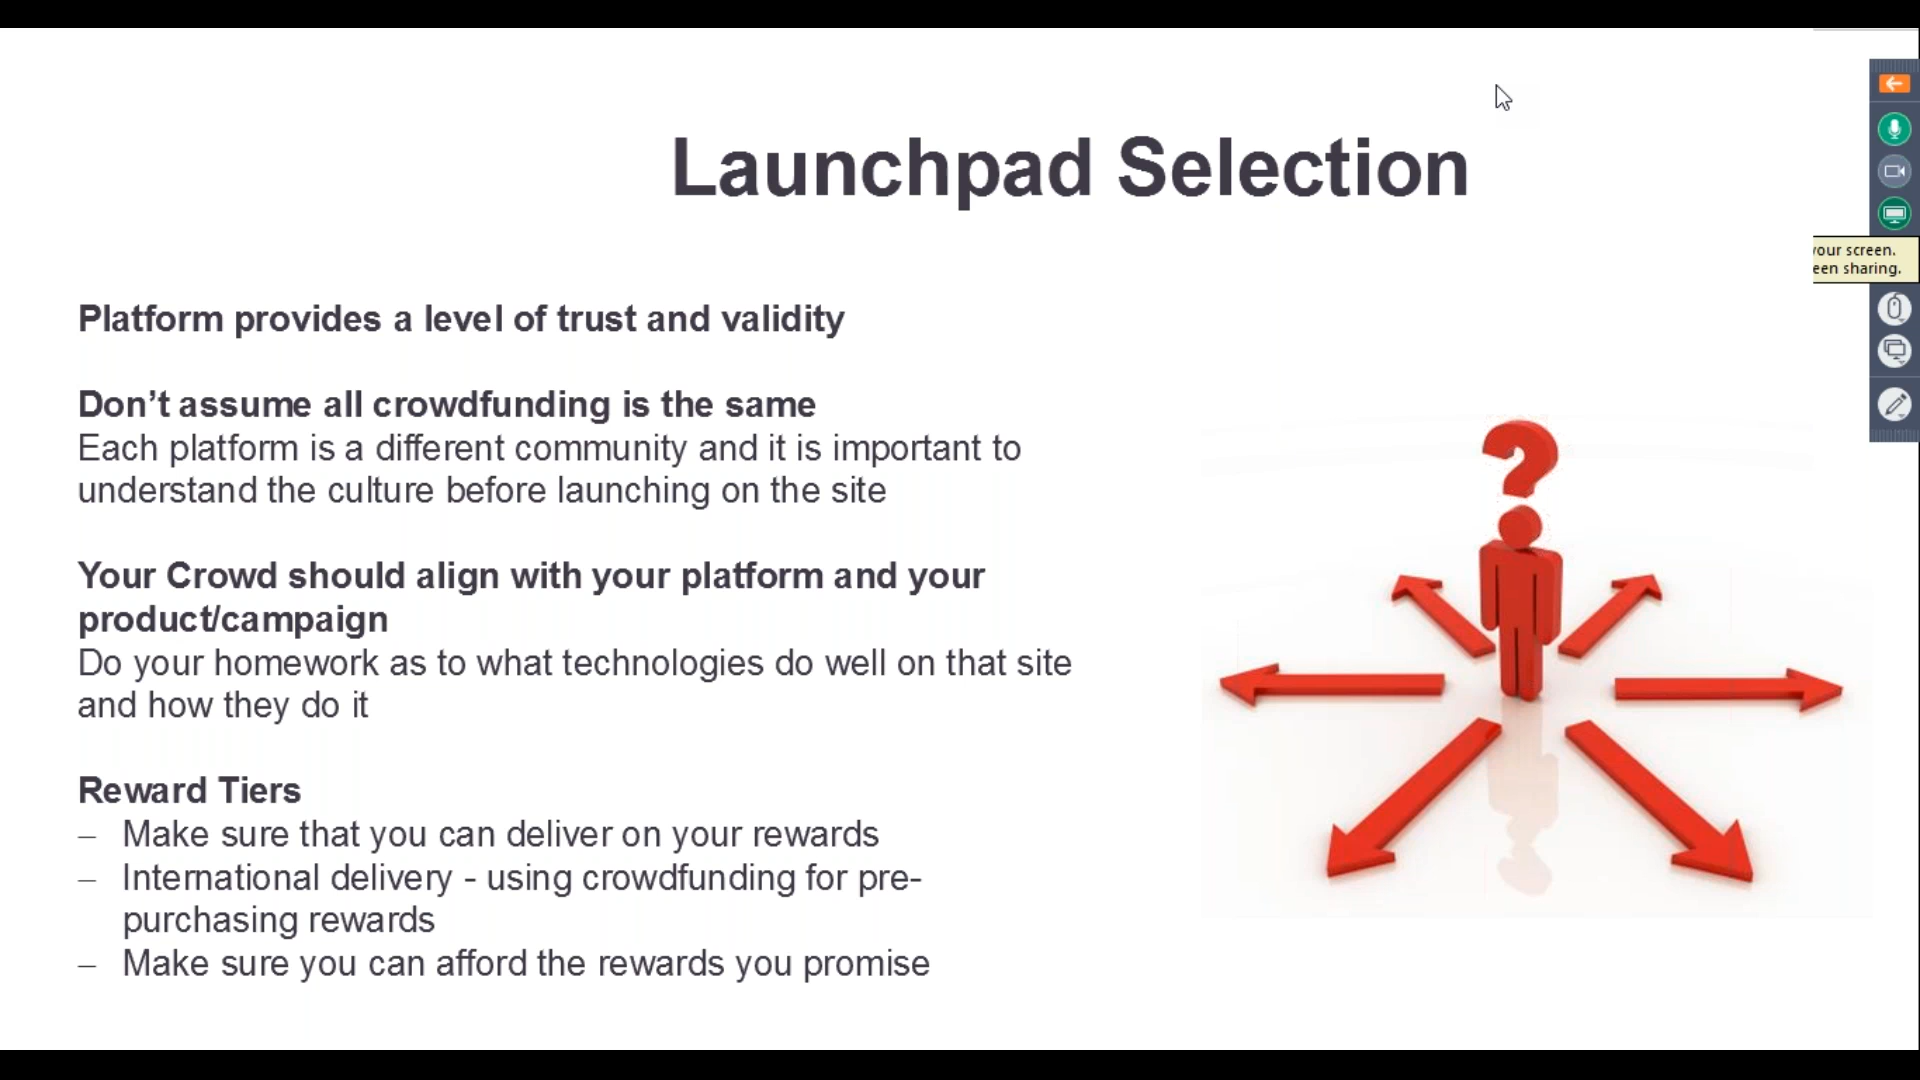 Launchpad Selection
your screen.
een sharing.
Platform provides a level of trust and validity
Don’t assume all crowdfunding is the same
Each platform is a different community and it is important to
understand the culture before launching on the site
Your Crowd should align with your platform and your
product/campaign
Do your homework as to what technologies do well on that site
and how they do it
Reward Tiers
– Make sure that you can deliver on your rewards
– International delivery - using crowdfunding for pre-
purchasing rewards
– Make sure you can afford the rewards you promise
?